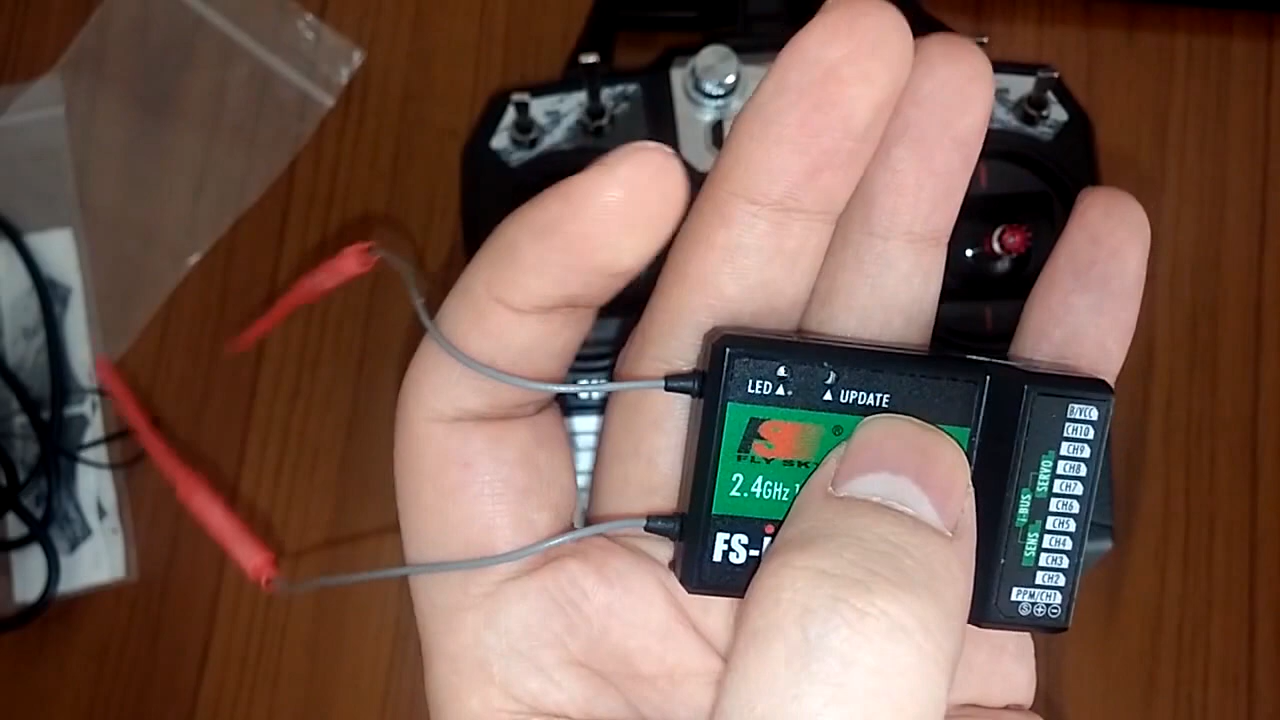 LED ▲
▲ UPDATE
FS ®
FLY SKY
2.4GHz
FS-i
B/VCC
CH10
CH9
CH8
CH7
CH6
CH5
CH4
CH3
CH2
PPM/CH1
S + -
SERVO
i-BUS
SENS